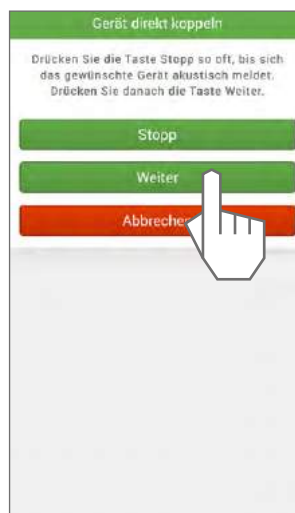 Gerät direkt koppeln
Drücken Sie die Taste Stopp so oft, bis sich
das gewünschte Gerät akustisch meldet.
Drücken Sie danach die Taste Weiter.
Stopp
Weiter
Abbrechen